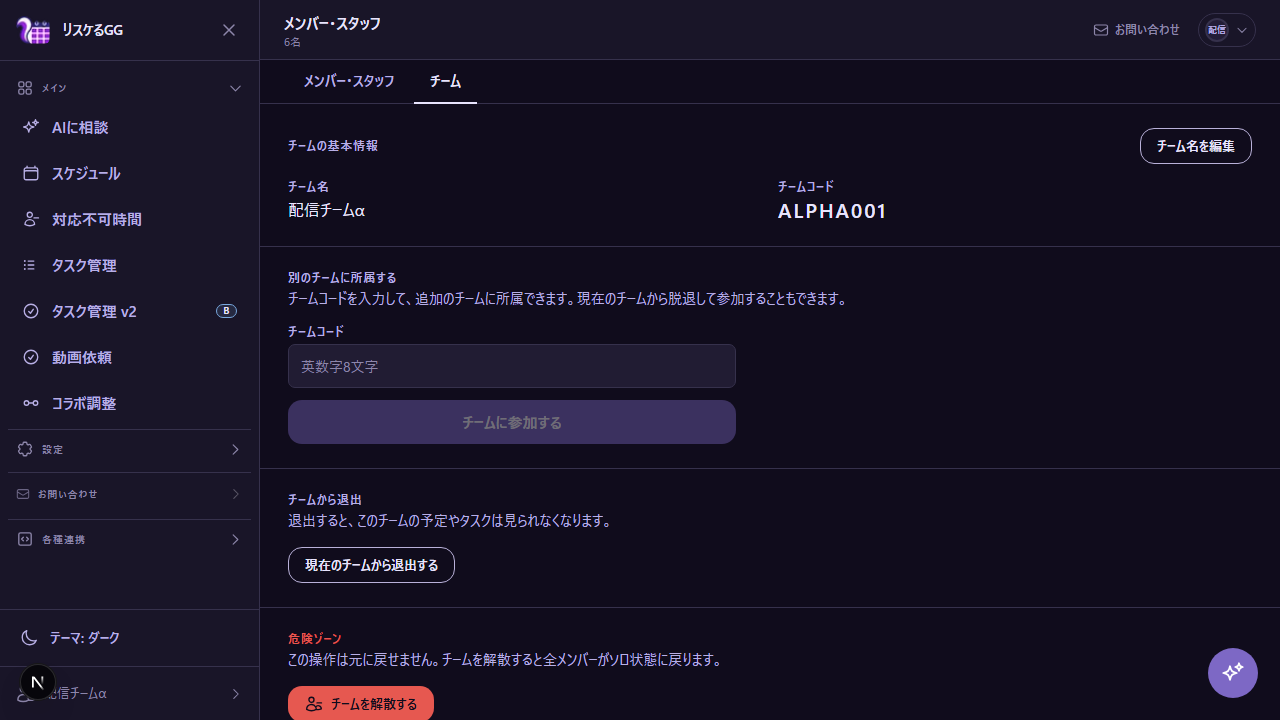 リスケるGG
メイン
AIに相談
スケジュール
対応不可時間
タスク管理
タスク管理 v2
B
動画依頼
コラボ調整
設定
お問い合わせ
各種連携
テーマ: ダーク
N
配信チームα
メンバー・スタッフ
6名
お問い合わせ
配信
メンバー・スタッフ
チーム
チームの基本情報
チーム名を編集
チーム名
配信チームα
チームコード
ALPHA001
別のチームに所属する
チームコードを入力して、追加のチームに所属できます。現在のチームから脱退して参加することもできます。
チームコード
英数字8文字
チームに参加する
チームから退出
退出すると、このチームの予定やタスクは見られなくなります。
現在のチームから退出する
危険ゾーン
この操作は元に戻せません。チームを解散すると全メンバーがソロ状態に戻ります。
チームを解散する